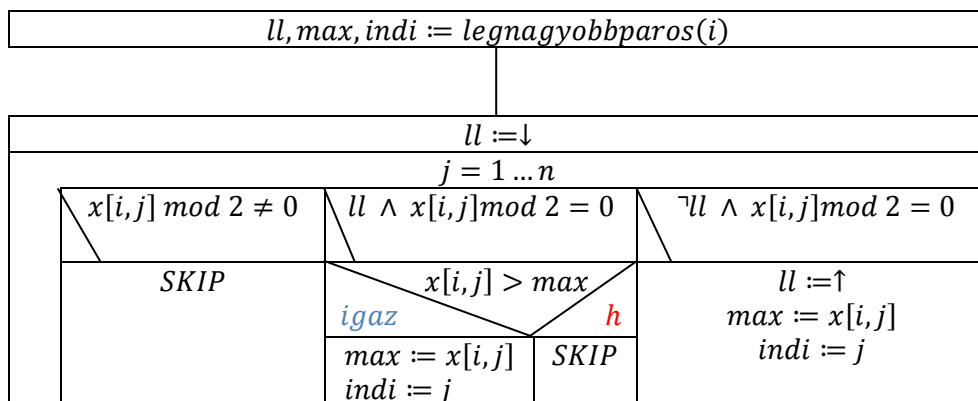 ll, max, indi ≔ legnagyobbparos(i)
ll ≔↓
j = 1 … n
x[i, j] mod 2 ≠ 0
ll ∧ x[i, j]mod 2 = 0
¬ll ∧ x[i, j]mod 2 = 0
SKIP
x[i, j] > max
igaz
h
max ≔ x[i, j]
indi ≔ j
SKIP
ll ≔↑
max ≔ x[i, j]
indi ≔ j